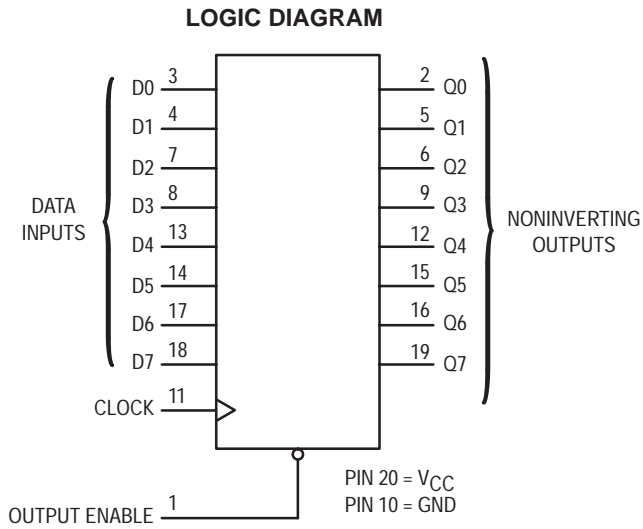 LOGIC DIAGRAM
D0 3 2 Q0
D1 4 5 Q1
D2 7 6 Q2
D3 8 9 Q3
DATA
INPUTS
NONINVERTING
OUTPUTS
D4 13 12 Q4
D5 14 15 Q5
D6 17 16 Q6
D7 18 19 Q7
CLOCK 11
PIN 20 = VCC
PIN 10 = GND
OUTPUT ENABLE 1